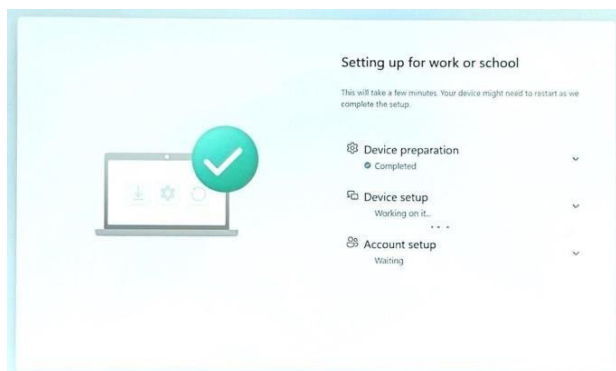 Setting up for work or school
This will take a few minutes. Your device might need to restart as we
complete the setup.
Device preparation
Completed
Device setup
Working on it...
Account setup
Waiting